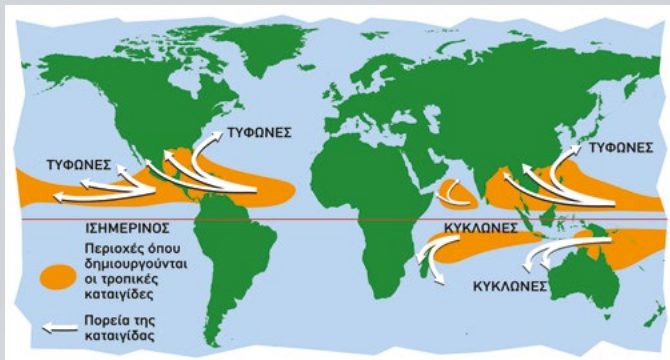 ΤΥΦΩΝΕΣ
ΤΥΦΩΝΕΣ
ΤΥΦΩΝΕΣ
ΙΣΗΜΕΡΙΝΟΣ
ΚΥΚΛΩΝΕΣ
Περιοχές όπου
δημιουργούνται
οι τροπικές
καταιγίδες
ΚΥΚΛΩΝΕΣ
Πορεία της
καταιγίδας